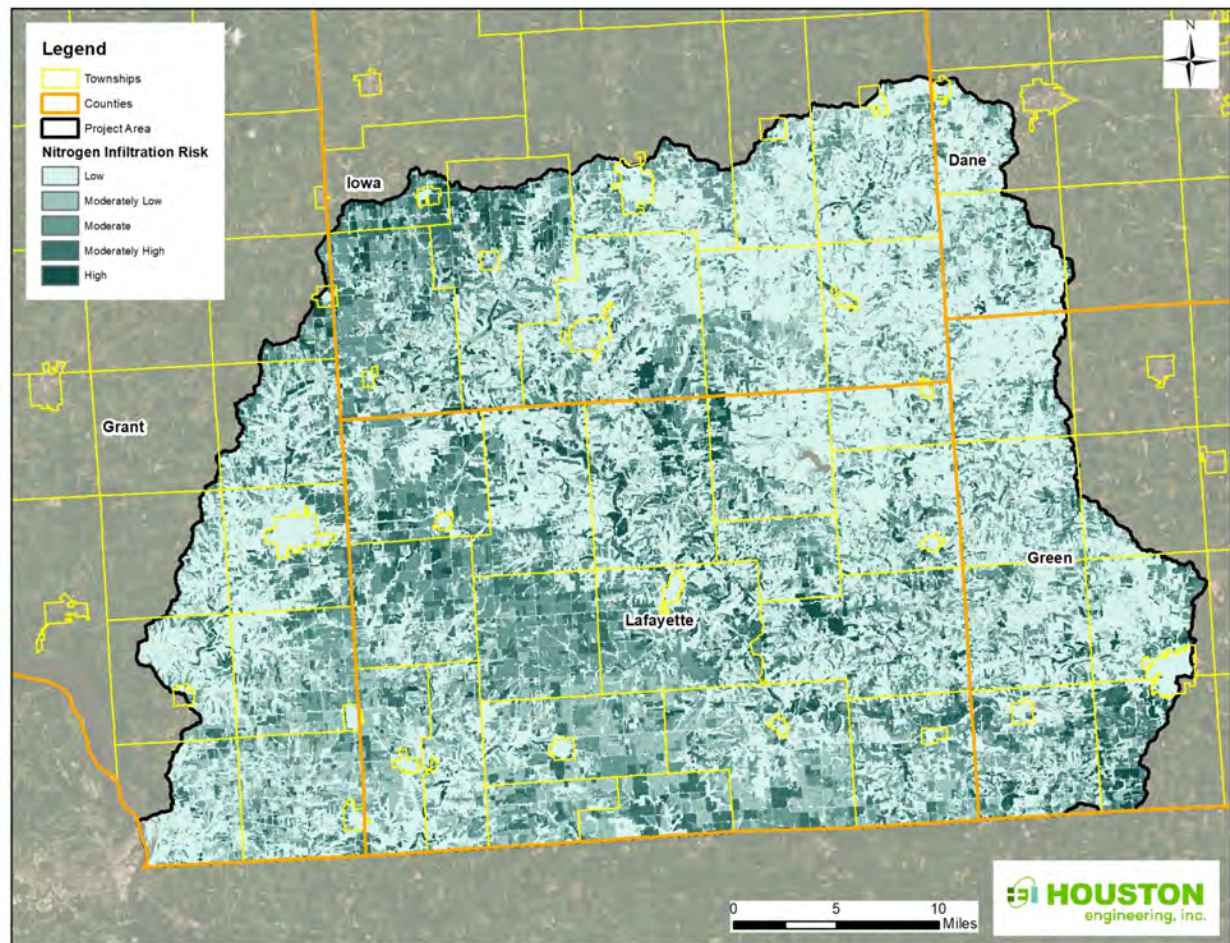 Legend
Townships
Counties
Project Area
Nitrogen Infiltration Risk
Low
Moderately Low
Moderate
Moderately High
High
N
Dane
Iowa
Grant
Green
Lafayette
0 5 10
Miles
HOUSTON
engineering, inc.